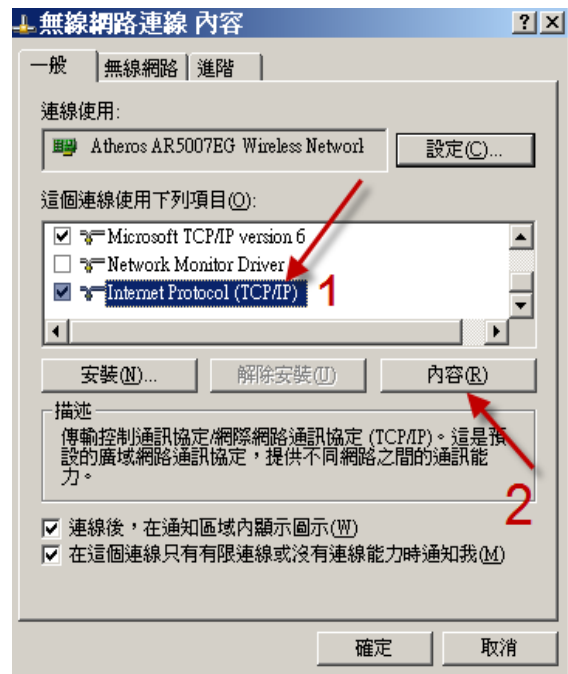 無線網路連線 內容
一般 無線網路 進階
連線使用:
Atheros AR5007EG Wireless Networl
設定(C)...
這個連線使用下列項目(O):
Microsoft TCP/IP version 6
Network Monitor Driver
Internet Protocol (TCP/IP) 1
安裝(N)... 解除安裝(U) 內容(R)
描述
傳輸控制通訊協定/網際網路通訊協定 (TCP/IP)。這是預
設的廣域網路通訊協定，提供不同網路之間的通訊能
力。
2
連線後，在通知區域內顯示圖示(W)
在這個連線只有有限連線或沒有連線能力時通知我(M)
確定 取消